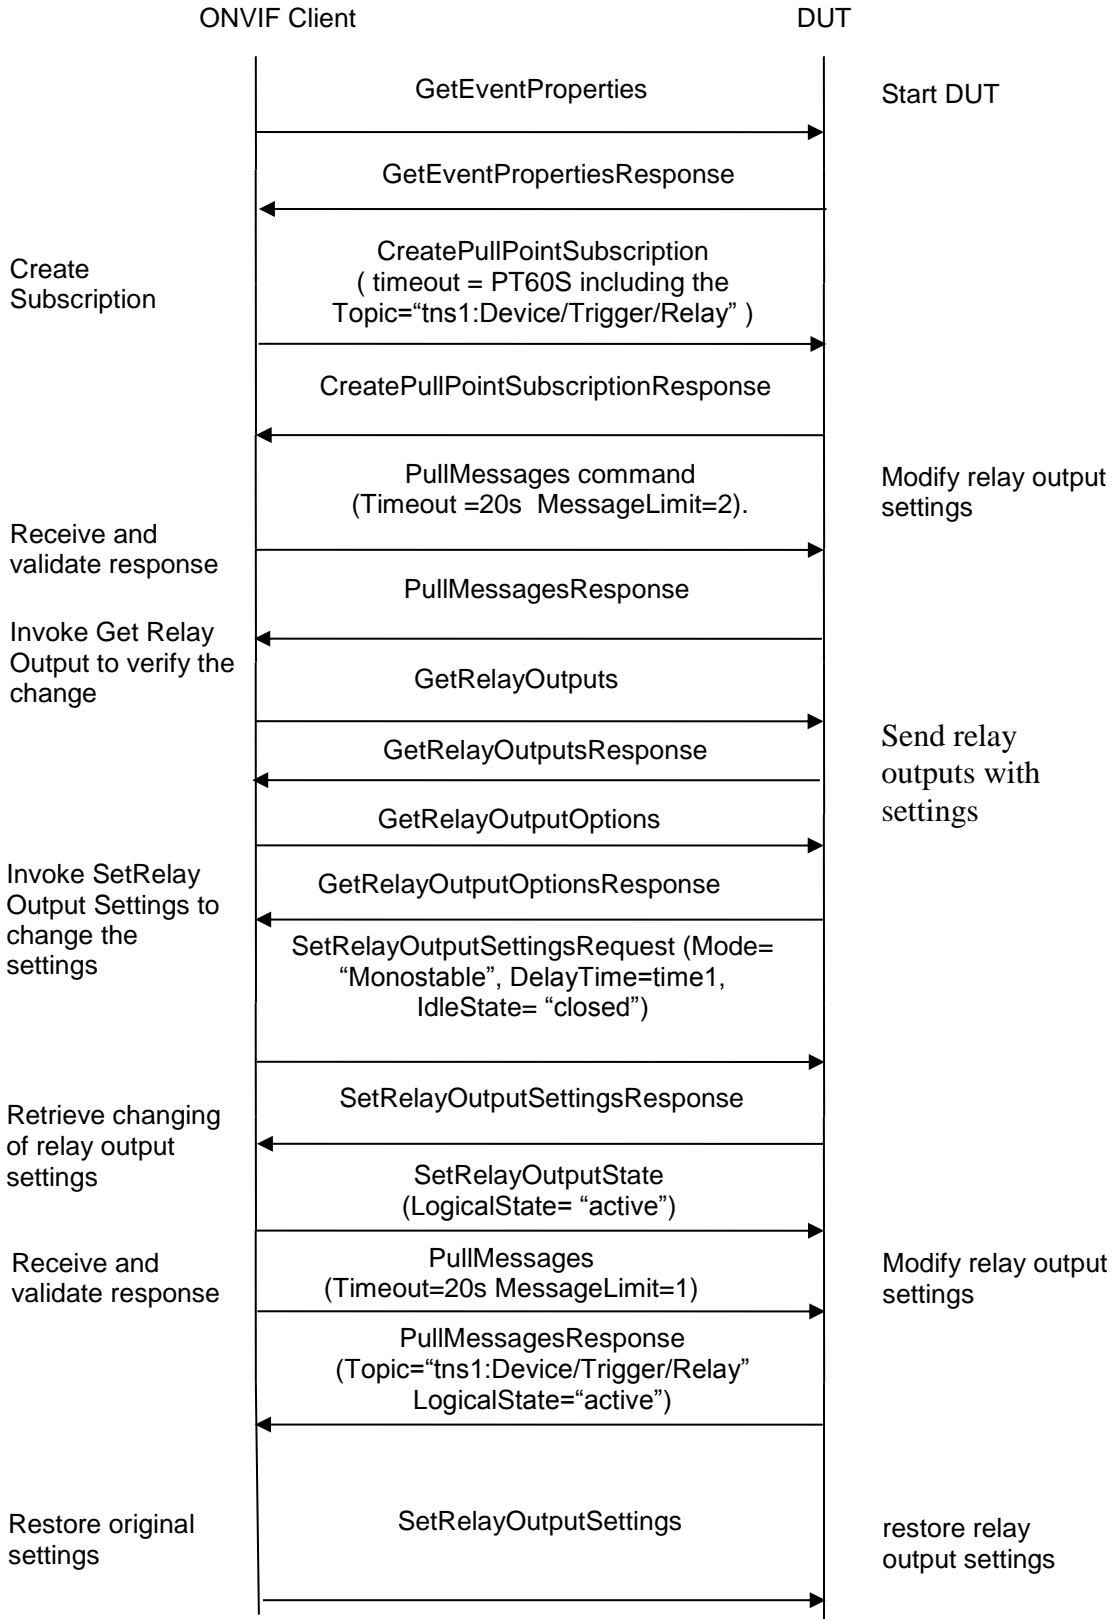 ONVIF Client
DUT
GetEventProperties
Start DUT
GetEventPropertiesResponse
Create
Subscription
CreatePullPointSubscription
( timeout = PT60S including the
Topic=“tns1:Device/Trigger/Relay” )
CreatePullPointSubscriptionResponse
PullMessages command
(Timeout =20s  MessageLimit=2).
Modify relay output
settings
Receive and
validate response
PullMessagesResponse
Invoke Get Relay
Output to verify the
change
GetRelayOutputs
GetRelayOutputsResponse
Send relay
outputs with
settings
GetRelayOutputOptions
Invoke SetRelay
Output Settings to
change the
settings
GetRelayOutputOptionsResponse
SetRelayOutputSettingsRequest (Mode=
“Monostable”, DelayTime=time1,
IdleState= “closed”)
SetRelayOutputSettingsResponse
Retrieve changing
of relay output
settings
SetRelayOutputState
(LogicalState= “active”)
Receive and
validate response
PullMessages
(Timeout=20s MessageLimit=1)
Modify relay output
settings
PullMessagesResponse
(Topic=“tns1:Device/Trigger/Relay”
LogicalState=“active”)
Restore original
settings
SetRelayOutputSettings
restore relay
output settings